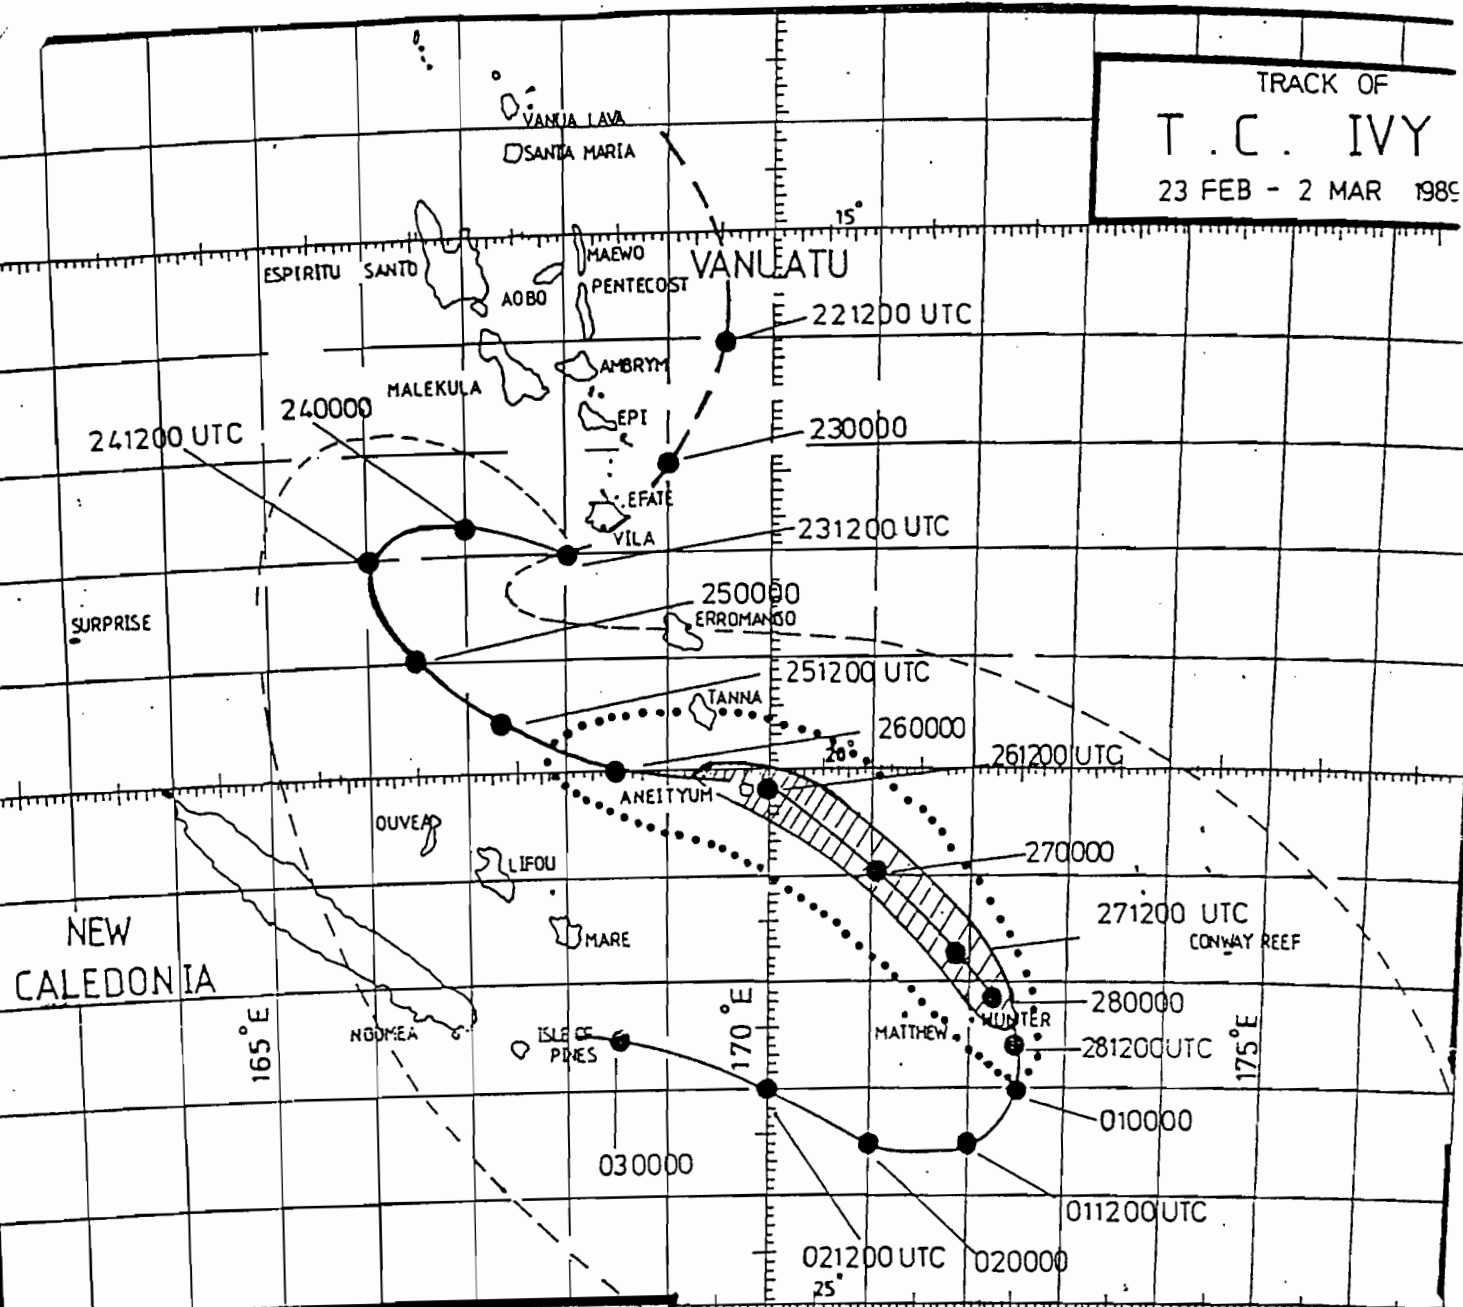 TRACK OF
T.C. IVY
23 FEB - 2 MAR 1989
VANUA LAVA
SANTA MARIA
15°
MAEWO
VANUATU
ESPIRITU SANTO
AOBO
PENTECOST
221200 UTC
AMBRYM
MALEKULA
240000
EPI
241200 UTC
230000
EFATE
231200 UTC
VILA
250000
ERROMANGO
SURPRISE
251200 UTC
TANNA
260000
20°
261200 UTC
ANEITYUM
OUVEA
270000
LIFOU
271200 UTC
NEW
CALEDONIA
MARE
CONWAY REEF
280000
HUNTER
MATTHEW
NOUMEA
ISLE OF
PINES
165°E
170°E
175°E
281200UTC
010000
030000
011200UTC
021200 UTC
020000
25°